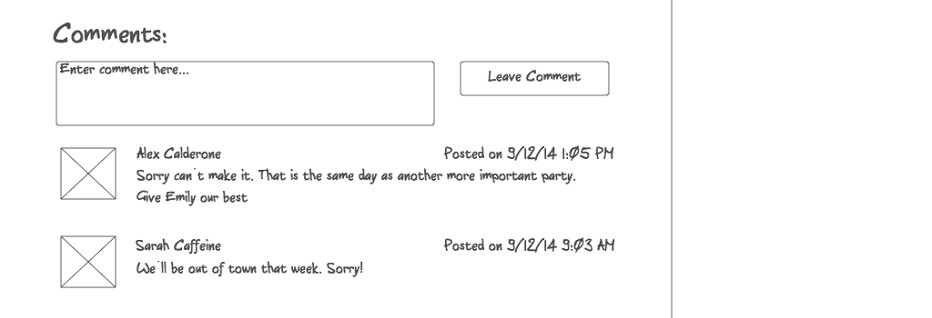 Comments:
Enter comment here...
Leave Comment
Alex Calderone
Posted on 9/12/14 1:05 PM
Sorry can't make it. That is the same day as another more important party.
Give Emily our best
Sarah Caffeine
Posted on 9/12/14 9:03 AM
We'll be out of town that week. Sorry!